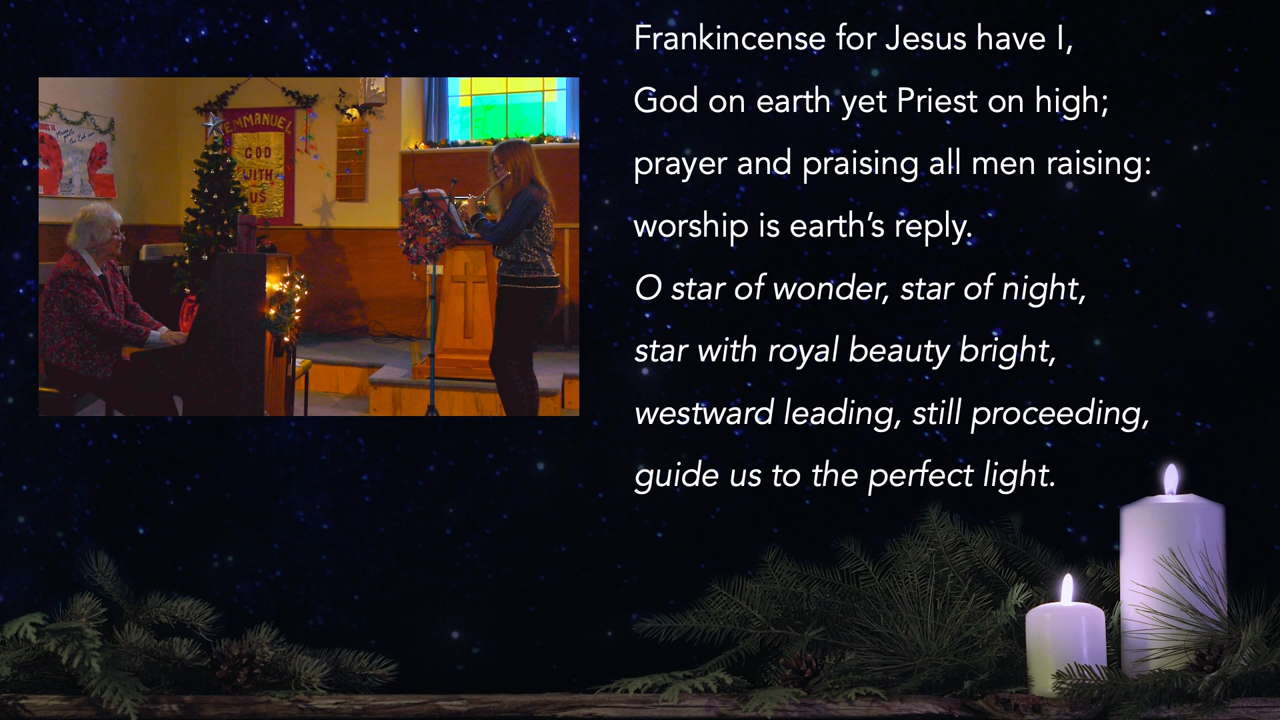 EMMANUEL
GOD
WITH
US
Frankincense for Jesus have I,
God on earth yet Priest on high;
prayer and praising all men raising:
worship is earth’s reply.
O star of wonder, star of night,
star with royal beauty bright,
westward leading, still proceeding,
guide us to the perfect light.